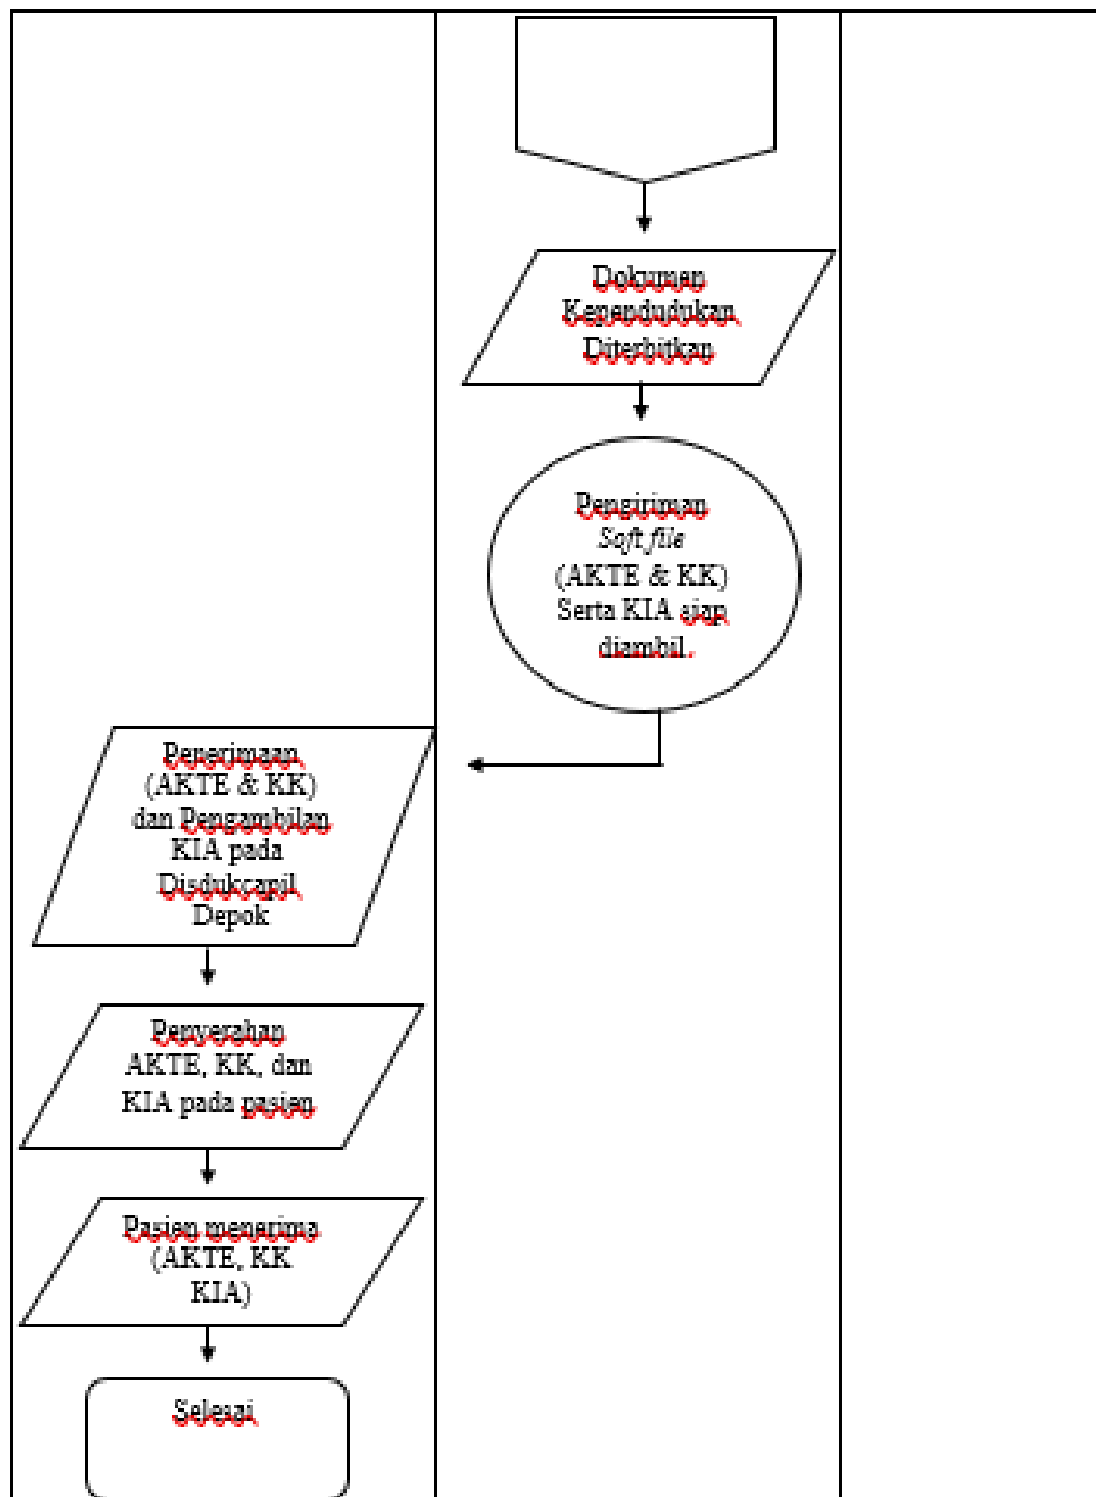 Dokumen
Kependudukan
Diterbitkan
Pengiriman
Soft file
(AKTE & KK)
Serta KIA siap
diambil.
Penerimaan
(AKTE & KK)
dan Pengambilan
KIA pada
Disdukcapil
Depok
Penyerahan
AKTE, KK, dan
KIA pada pasien
Pasien menerima
(AKTE, KK
KIA)
Selesai